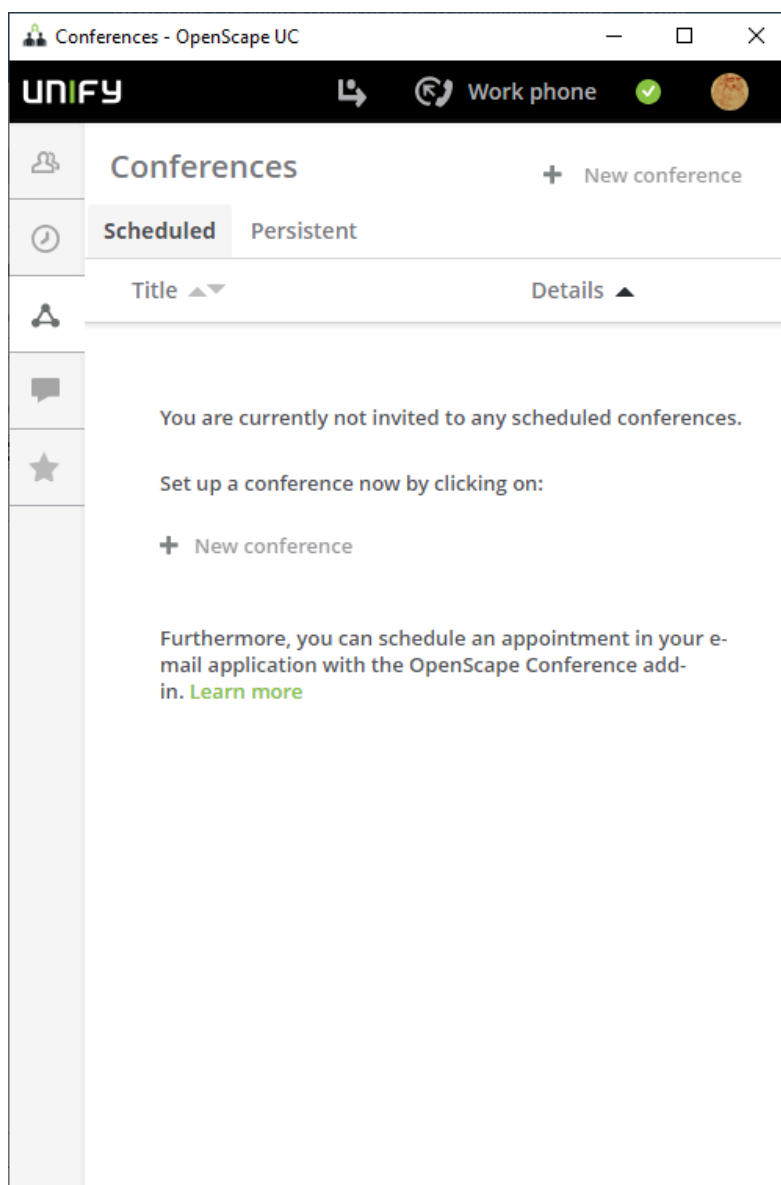 Conferences - OpenScape UC
UNIFY
Work phone
Conferences
New conference
Scheduled
Persistent
Title
Details
You are currently not invited to any scheduled conferences.
Set up a conference now by clicking on:
New conference
Furthermore, you can schedule an appointment in your e-
mail application with the OpenScape Conference add-
in. Learn more